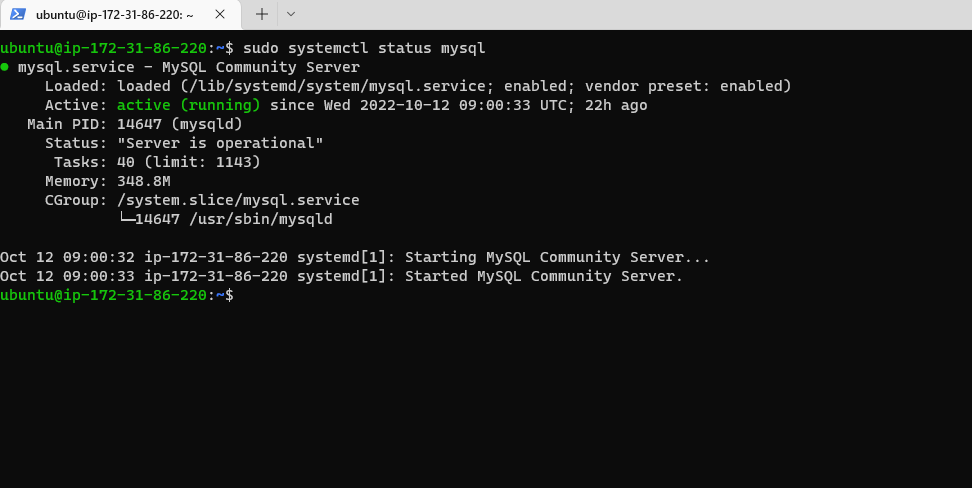 ubuntu@ip-172-31-86-220: ~
ubuntu@ip-172-31-86-220:~$ sudo systemctl status mysql
● mysql.service - MySQL Community Server
     Loaded: loaded (/lib/systemd/system/mysql.service; enabled; vendor preset: enabled)
     Active: active (running) since Wed 2022-10-12 09:00:33 UTC; 22h ago
   Main PID: 14647 (mysqld)
     Status: "Server is operational"
      Tasks: 40 (limit: 1143)
     Memory: 348.8M
     CGroup: /system.slice/mysql.service
             └─14647 /usr/sbin/mysqld
Oct 12 09:00:32 ip-172-31-86-220 systemd[1]: Starting MySQL Community Server...
Oct 12 09:00:33 ip-172-31-86-220 systemd[1]: Started MySQL Community Server.
ubuntu@ip-172-31-86-220:~$